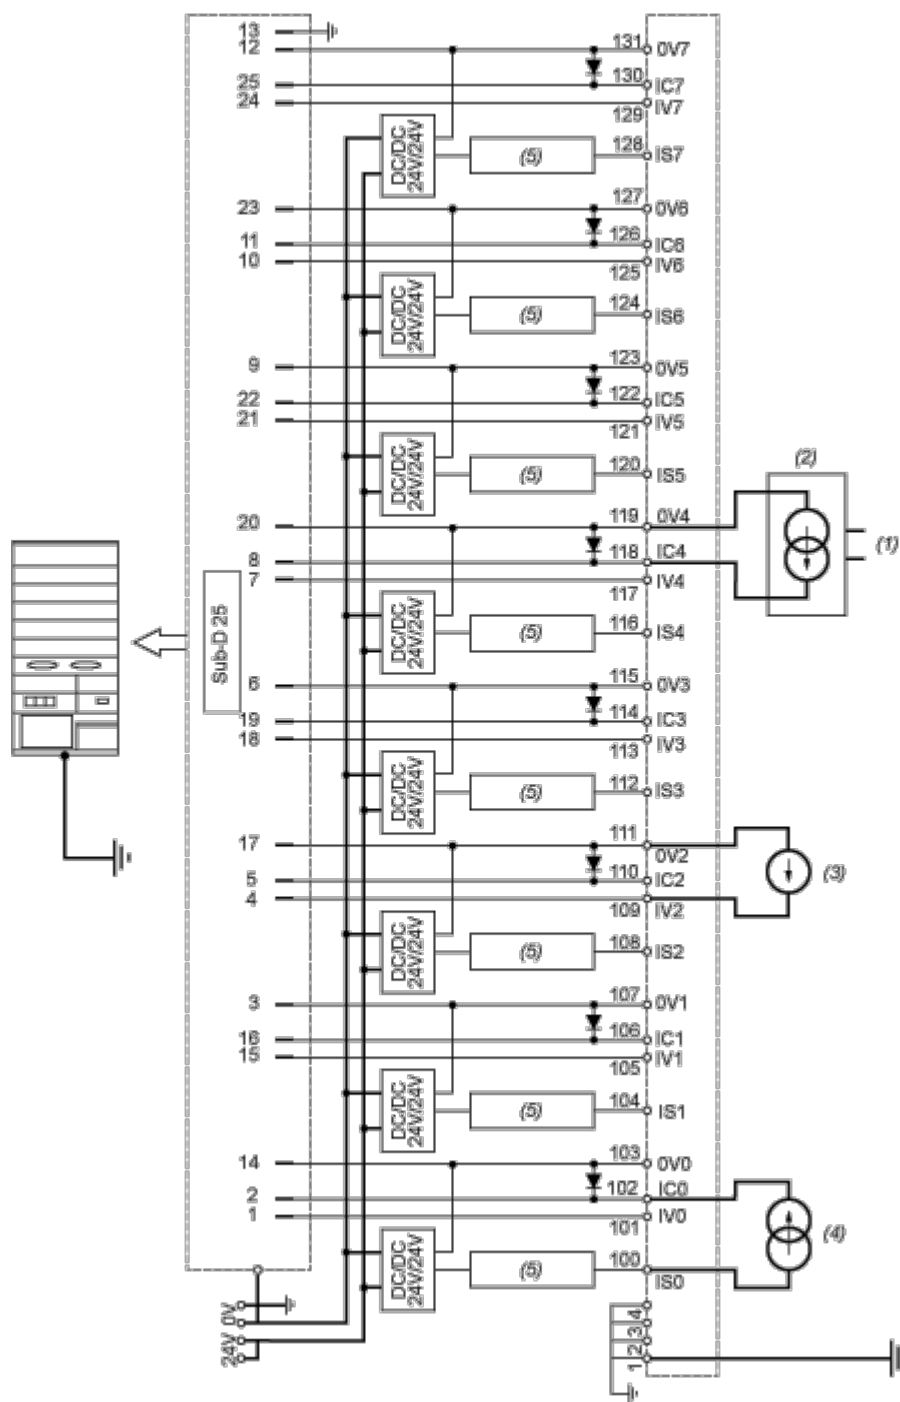 13
12
131 0V7
25
130 IC7
24
IV7
129
DC/DC
24V/24V
(5)
128 IS7
23
127 0V6
11
126 IC6
10
IV6
125
DC/DC
24V/24V
(5)
124 IS6
9
123 0V5
22
122 IC5
21
IV5
121
DC/DC
24V/24V
(5)
120 IS5
(2)
20
119 0V4
(1)
8
118 IC4
7
IV4
117
DC/DC
24V/24V
(5)
116 IS4
Sub-D 25
6
115 0V3
19
114 IC3
18
IV3
113
DC/DC
24V/24V
(5)
112 IS3
17
111
0V2
(3)
5
110 IC2
4
109 IV2
DC/DC
24V/24V
(5)
108 IS2
3
107 0V1
16
106 IC1
15
IV1
105
DC/DC
24V/24V
(5)
104 IS1
14
103 0V0
2
102 IC0
1
IV0
101
(4)
DC/DC
24V/24V
(5)
100
IS0
0V
24V
4
3
2
1